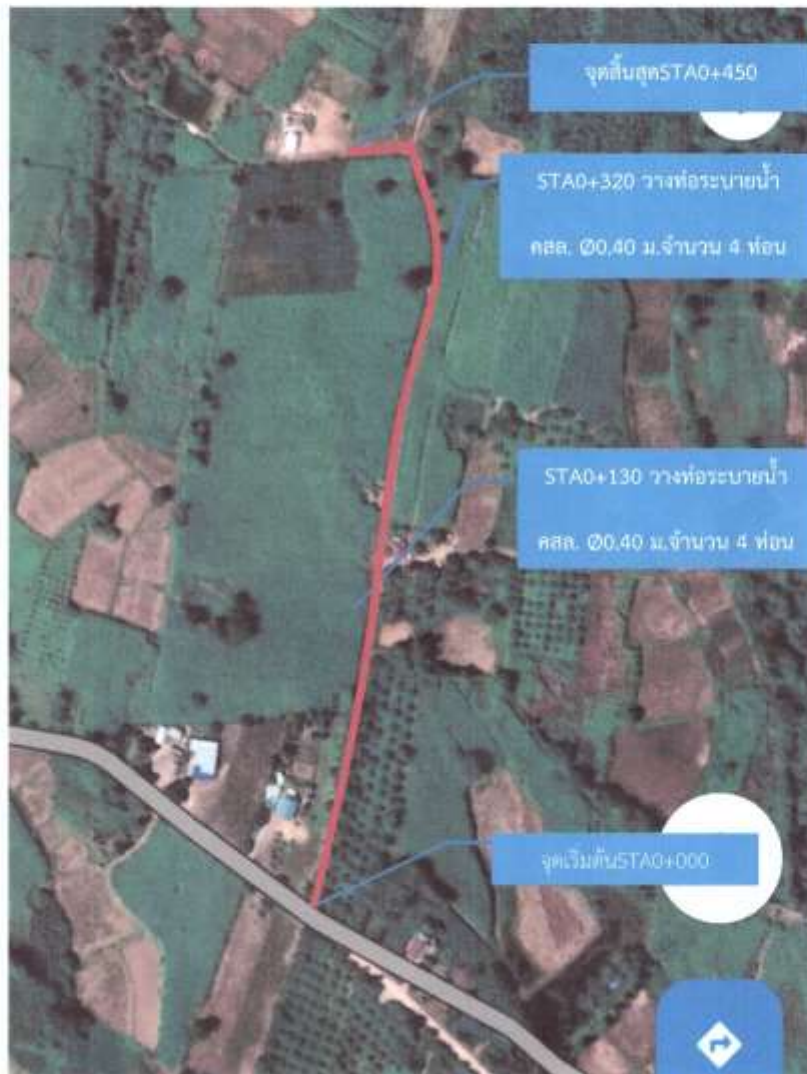 จุดสิ้นสุดSTA0+450
STA0+320 วางท่อระบายน้ำ
คสล. Ø0.40 ม.จำนวน 4 ท่อน
STA0+130 วางท่อระบายน้ำ
คสล. Ø0.40 ม.จำนวน 4 ท่อน
จุดเริ่มต้นSTA0+000